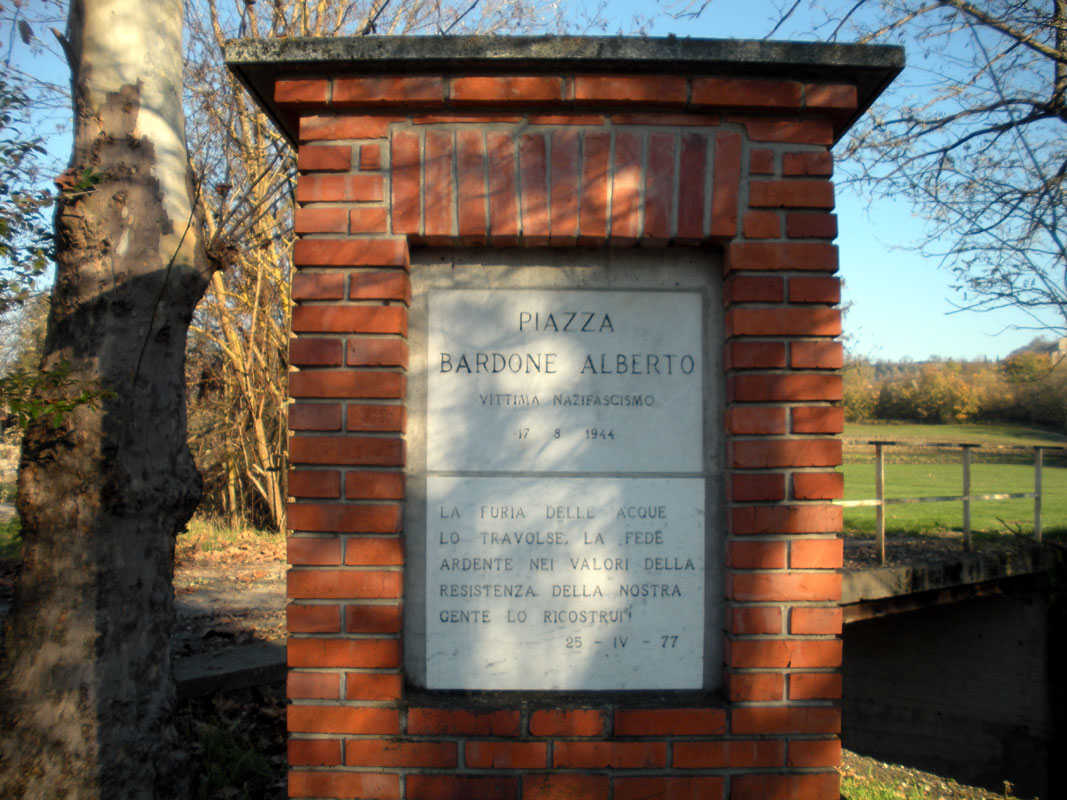 PIAZZA
BARDONE ALBERTO
VITTIMA NAZIFASCISMO
17 8 1944
LA FURIA DELLE ACQUE
LO TRAVOLSE, LA FEDE
ARDENTE NEI VALORI DELLA
RESISTENZA DELLA NOSTRA
GENTE LO RICOSTRUÌ
25 - IV - 77